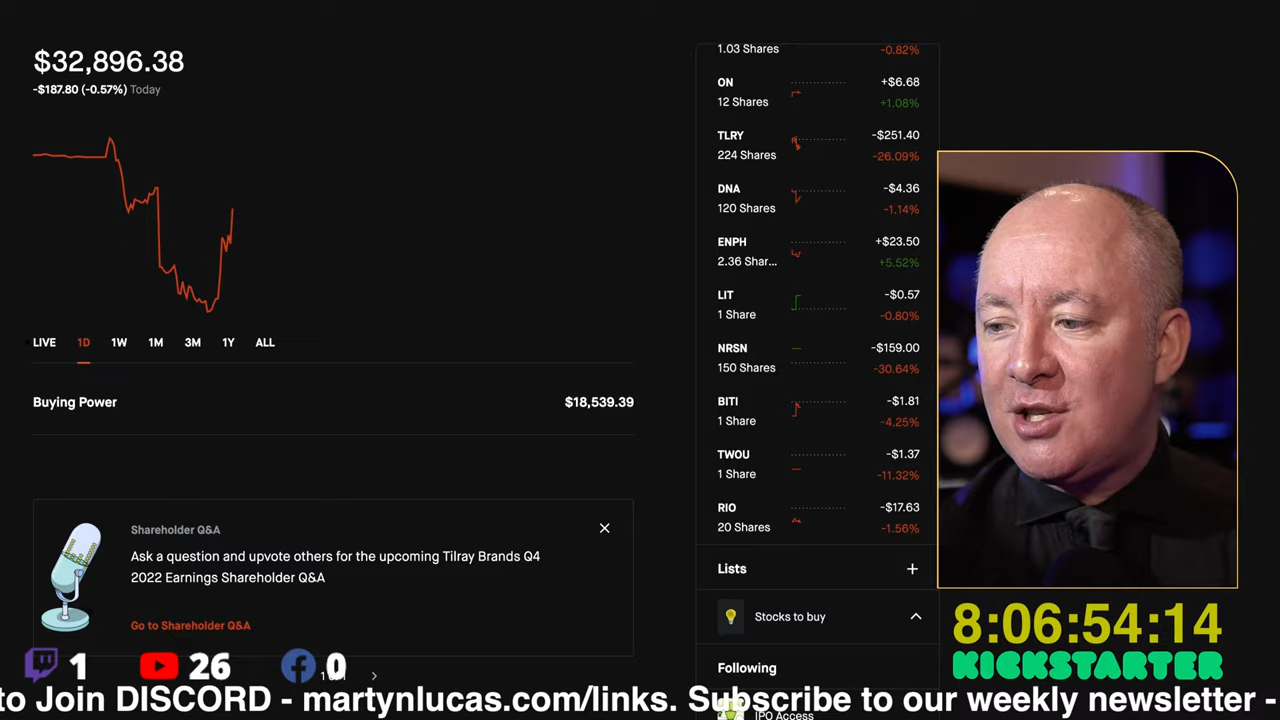 $32,896.38
-$187.80 (-0.57%) Today
LIVE 1D 1W 1M 3M 1Y ALL
Buying Power $18,539.39
Shareholder Q&A
Ask a question and upvote others for the upcoming Tilray Brands Q4
2022 Earnings Shareholder Q&A
Go to Shareholder Q&A
1.03 Shares -0.82%
ON +$6.68
12 Shares +1.08%
TLRY -$251.40
224 Shares -26.09%
DNA -$4.36
120 Shares -1.14%
ENPH +$23.50
2.36 Shar... +5.52%
LIT -$0.57
1 Share -0.80%
NRSN -$159.00
150 Shares -30.64%
BITI -$1.81
1 Share -4.25%
TWOU -$1.37
1 Share -11.32%
RIO -$17.63
20 Shares -1.56%
Lists +
Stocks to buy
Following
IPO Access
8:06:54:14
KICKSTARTER
1 26 0
to Join DISCORD - martynlucas.com/links. Subscribe to our weekly newsletter -